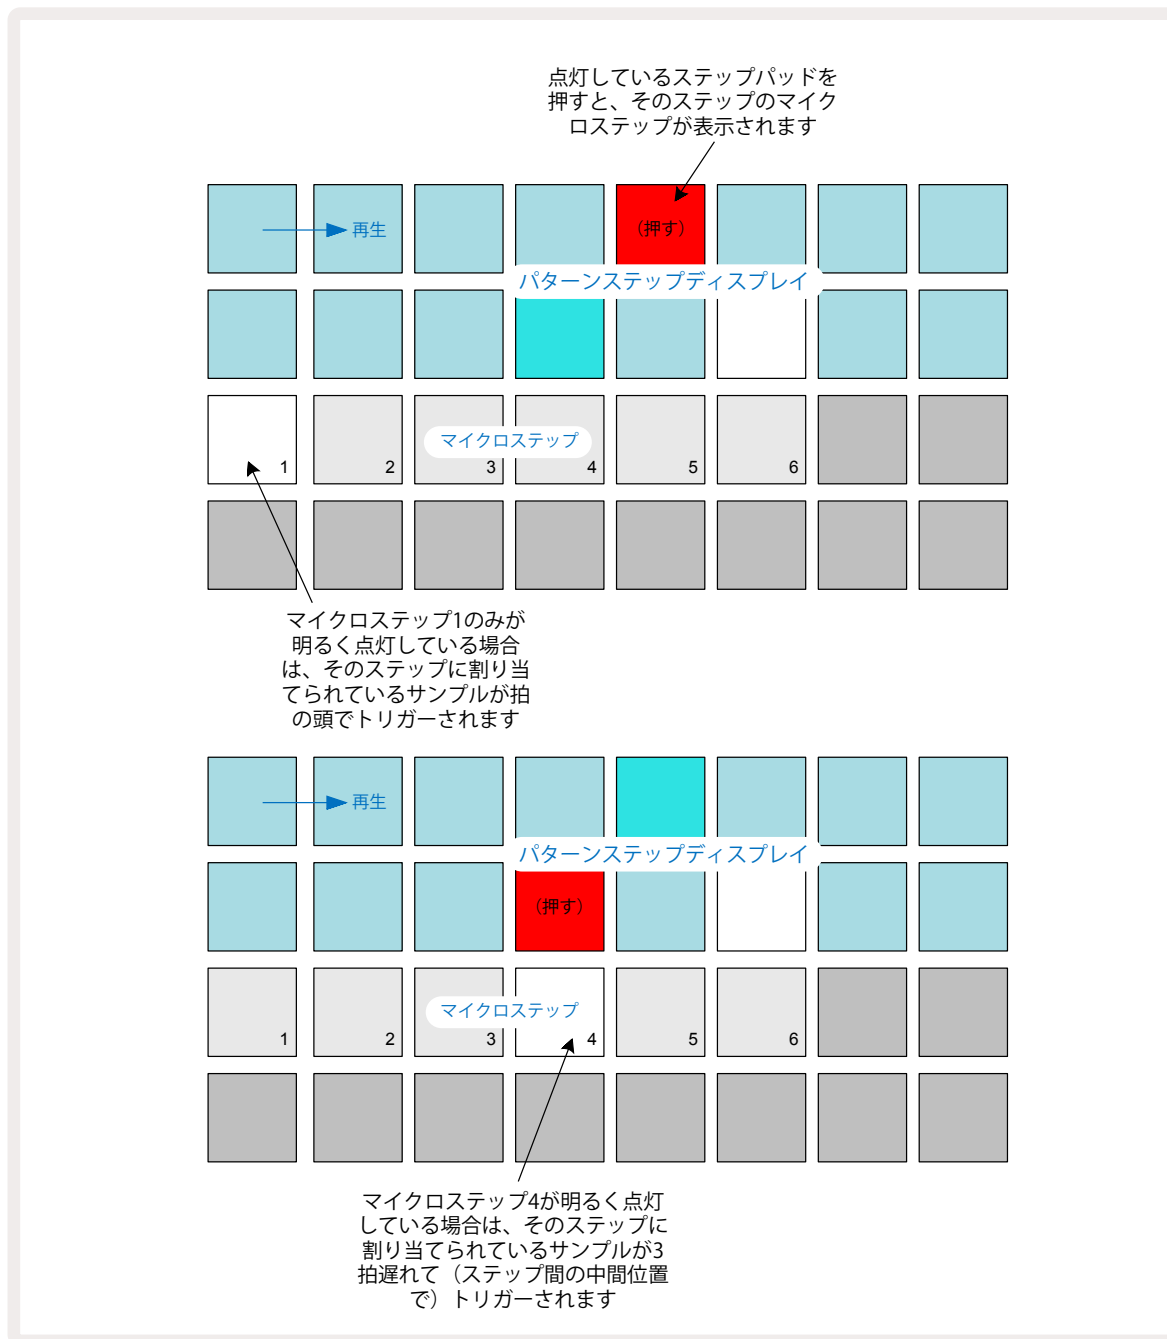 点灯しているステップパッドを
押すと、そのステップのマイク
ロステップが表示されます
再生
（押す）
パターンステップディスプレイ
マイクロステップ
1
2
3
4
5
6
マイクロステップ1のみが
明るく点灯している場合
は、そのステップに割り当
てられているサンプルが拍
の頭でトリガーされます
再生
パターンステップディスプレイ
（押す）
マイクロステップ
1
2
3
4
5
6
マイクロステップ4が明るく点灯
している場合は、そのステップに
割り当てられているサンプルが3
拍遅れて（ステップ間の中間位置
で）トリガーされます